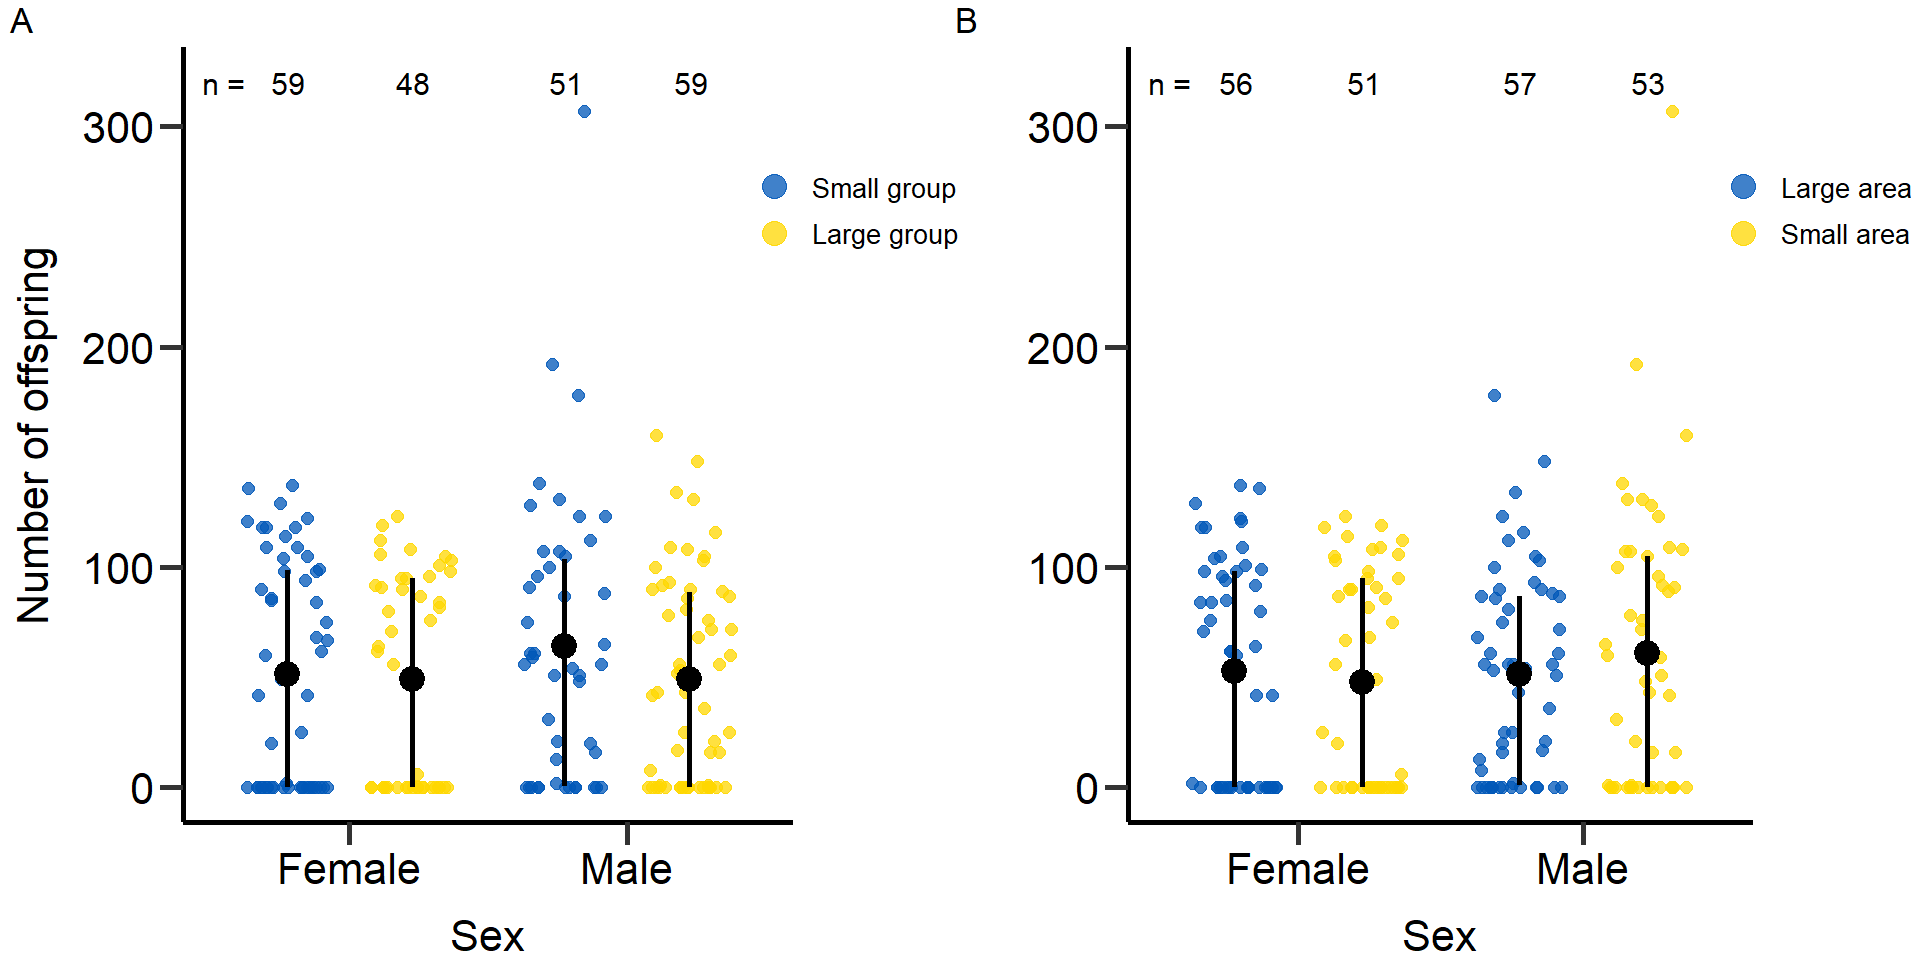 A
n = 59 48 51 59
300
200
100
0
Number of offspring
Small group
Large group
Female Male
Sex
B
n = 56 51 57 53
300
200
100
0
Large area
Small area
Female Male
Sex